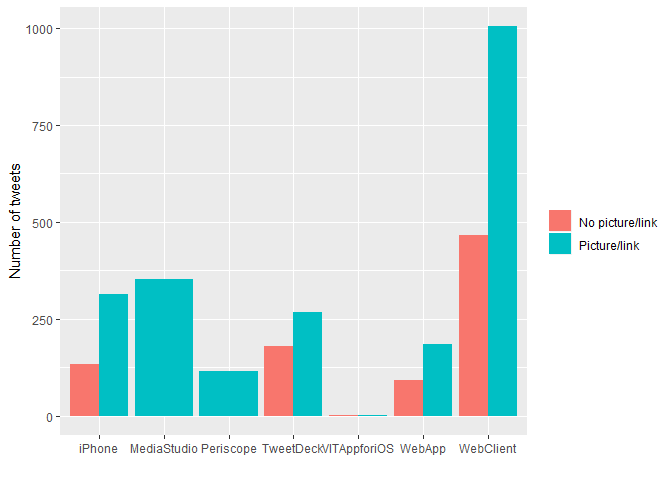 1000
750
500
250
0
Number of tweets
iPhone MediaStudio Periscope TweetDeck VITAppforiOS WebApp WebClient
No picture/link
Picture/link